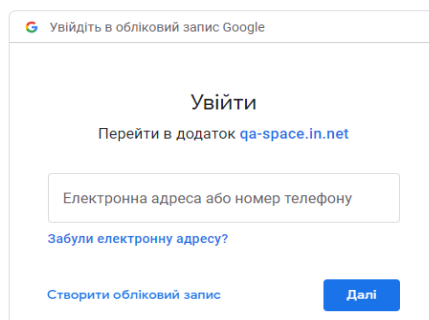 Увійдіть в обліковий запис Google
Увійти
Перейти в додаток qa-space.in.net
Електронна адреса або номер телефону
Забули електронну адресу?
Створити обліковий запис
Далі